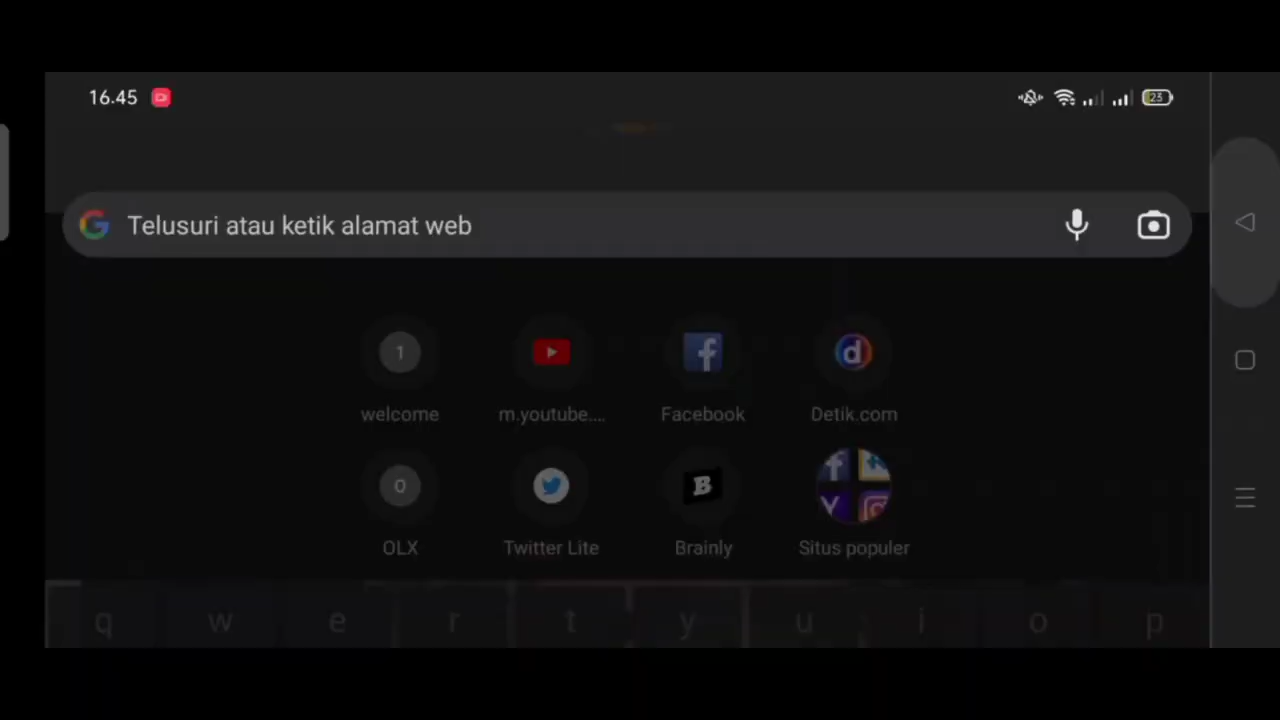 16.45
23
Telusuri atau ketik alamat web
1
welcome
m.youtube....
Facebook
d
Detik.com
O
OLX
Twitter Lite
B
Brainly
Situs populer
q w e r t y u i o p